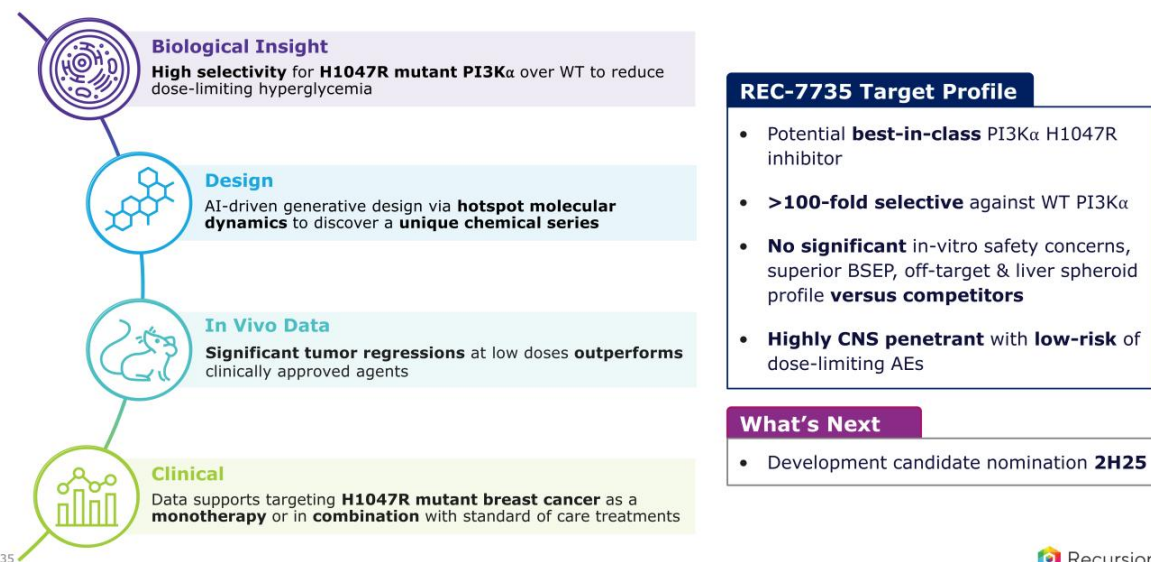 Biological Insight
High selectivity for H1047R mutant PI3Kα over WT to reduce
dose-limiting hyperglycemia
Design
AI-driven generative design via hotspot molecular
dynamics to discover a unique chemical series
In Vivo Data
Significant tumor regressions at low doses outperforms
clinically approved agents
Clinical
Data supports targeting H1047R mutant breast cancer as a
monotherapy or in combination with standard of care treatments
35
REC-7735 Target Profile
• Potential best-in-class PI3Kα H1047R
inhibitor
• >100-fold selective against WT PI3Kα
• No significant in-vitro safety concerns,
superior BSEP, off-target & liver spheroid
profile versus competitors
• Highly CNS penetrant with low-risk of
dose-limiting AEs
What's Next
• Development candidate nomination 2H25
Recursion